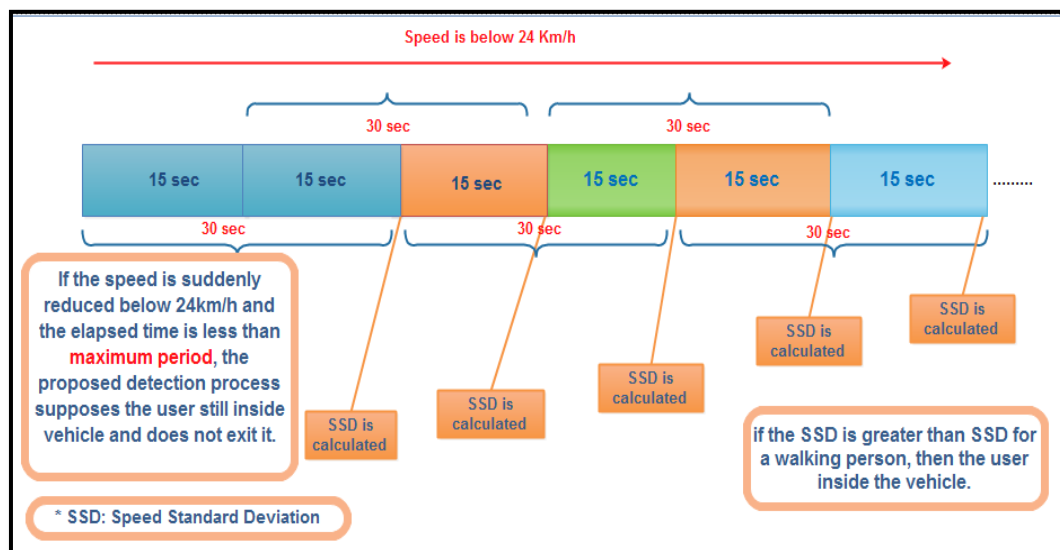 Speed is below 24 Km/h
30 sec
30 sec
15 sec
15 sec
15 sec
15 sec
15 sec
15 sec
.........
30 sec
30 sec
30 sec
If the speed is suddenly
reduced below 24km/h and
the elapsed time is less than
maximum period, the
proposed detection process
supposes the user still inside
vehicle and does not exit it.
SSD is
calculated
SSD is
calculated
SSD is
calculated
SSD is
calculated
SSD is
calculated
if the SSD is greater than SSD for
a walking person, then the user
inside the vehicle.
* SSD: Speed Standard Deviation